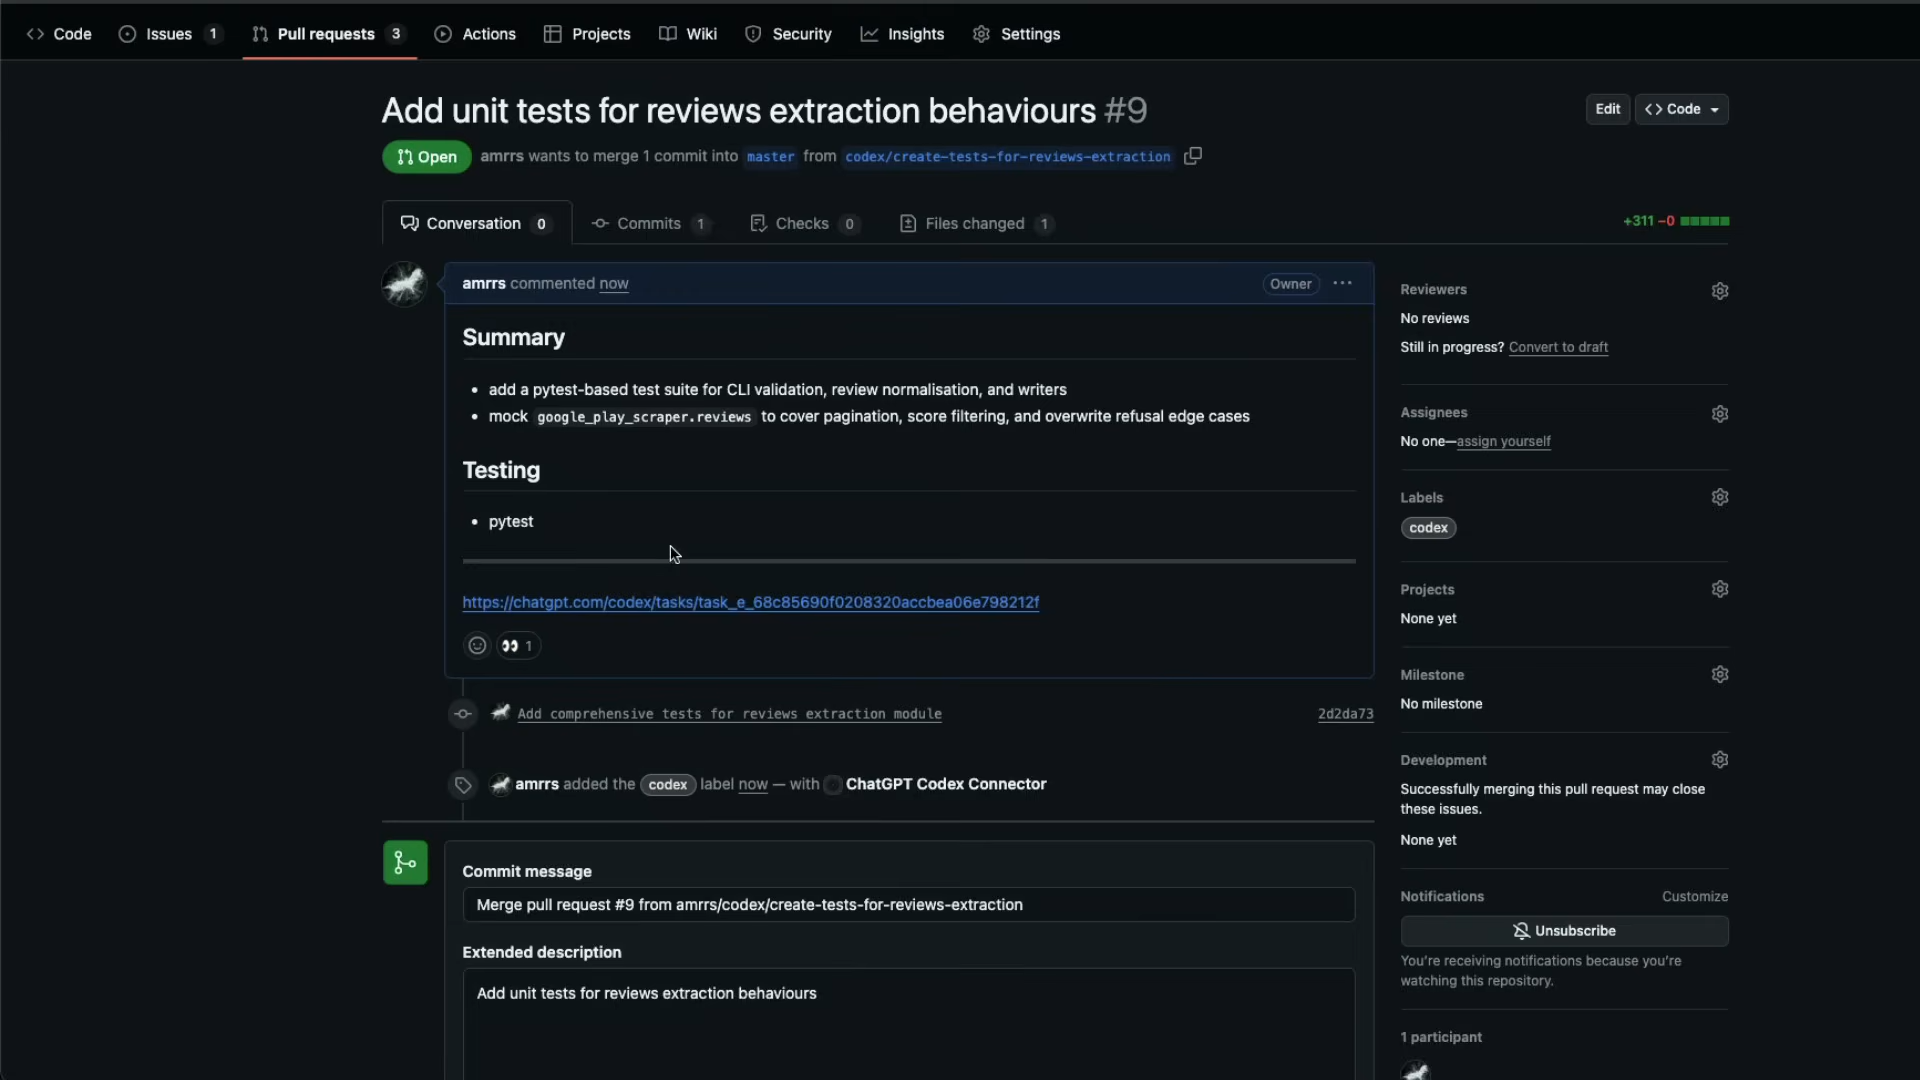 Code Issues 1 Pull requests 3 Actions Projects Wiki Security Insights Settings
Add unit tests for reviews extraction behaviours #9
Edit Code
Open amrrs wants to merge 1 commit into master from codex/create-tests-for-reviews-extraction
Conversation 0 Commits 1 Checks 0 Files changed 1 +311 −0
amrrs commented now Owner
Summary
add a pytest-based test suite for CLI validation, review normalisation, and writers
mock google_play_scraper.reviews to cover pagination, score filtering, and overwrite refusal edge cases
Testing
pytest
https://chatgpt.com/codex/tasks/task_e_68c85690f0208320accbea06e798212f
1
Add comprehensive tests for reviews extraction module 2d2da73
amrrs added the codex label now — with ChatGPT Codex Connector
Commit message
Merge pull request #9 from amrrs/codex/create-tests-for-reviews-extraction
Extended description
Add unit tests for reviews extraction behaviours
Reviewers
No reviews
Still in progress? Convert to draft
Assignees
No one—assign yourself
Labels
codex
Projects
None yet
Milestone
No milestone
Development
Successfully merging this pull request may close
these issues.
None yet
Notifications Customize
Unsubscribe
You're receiving notifications because you're
watching this repository.
1 participant